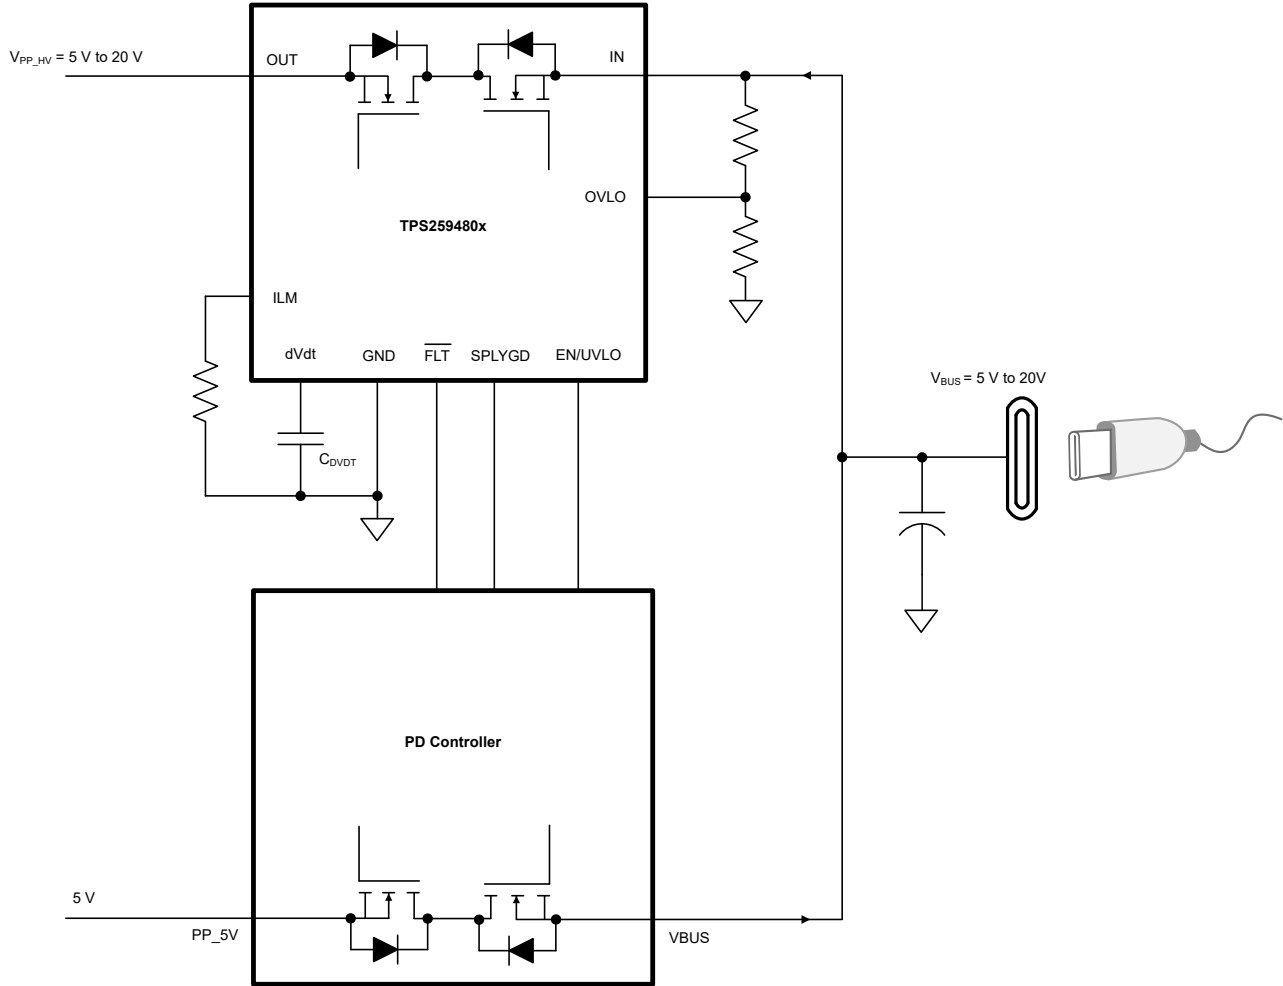 V_PP_HV = 5 V to 20 V
OUT
IN
OVLO
TPS259480x
ILM
dVdt
GND
FLT
SPLYGD
EN/UVLO
C_DVDT
V_BUS = 5 V to 20V
PD Controller
5 V
PP_5V
VBUS